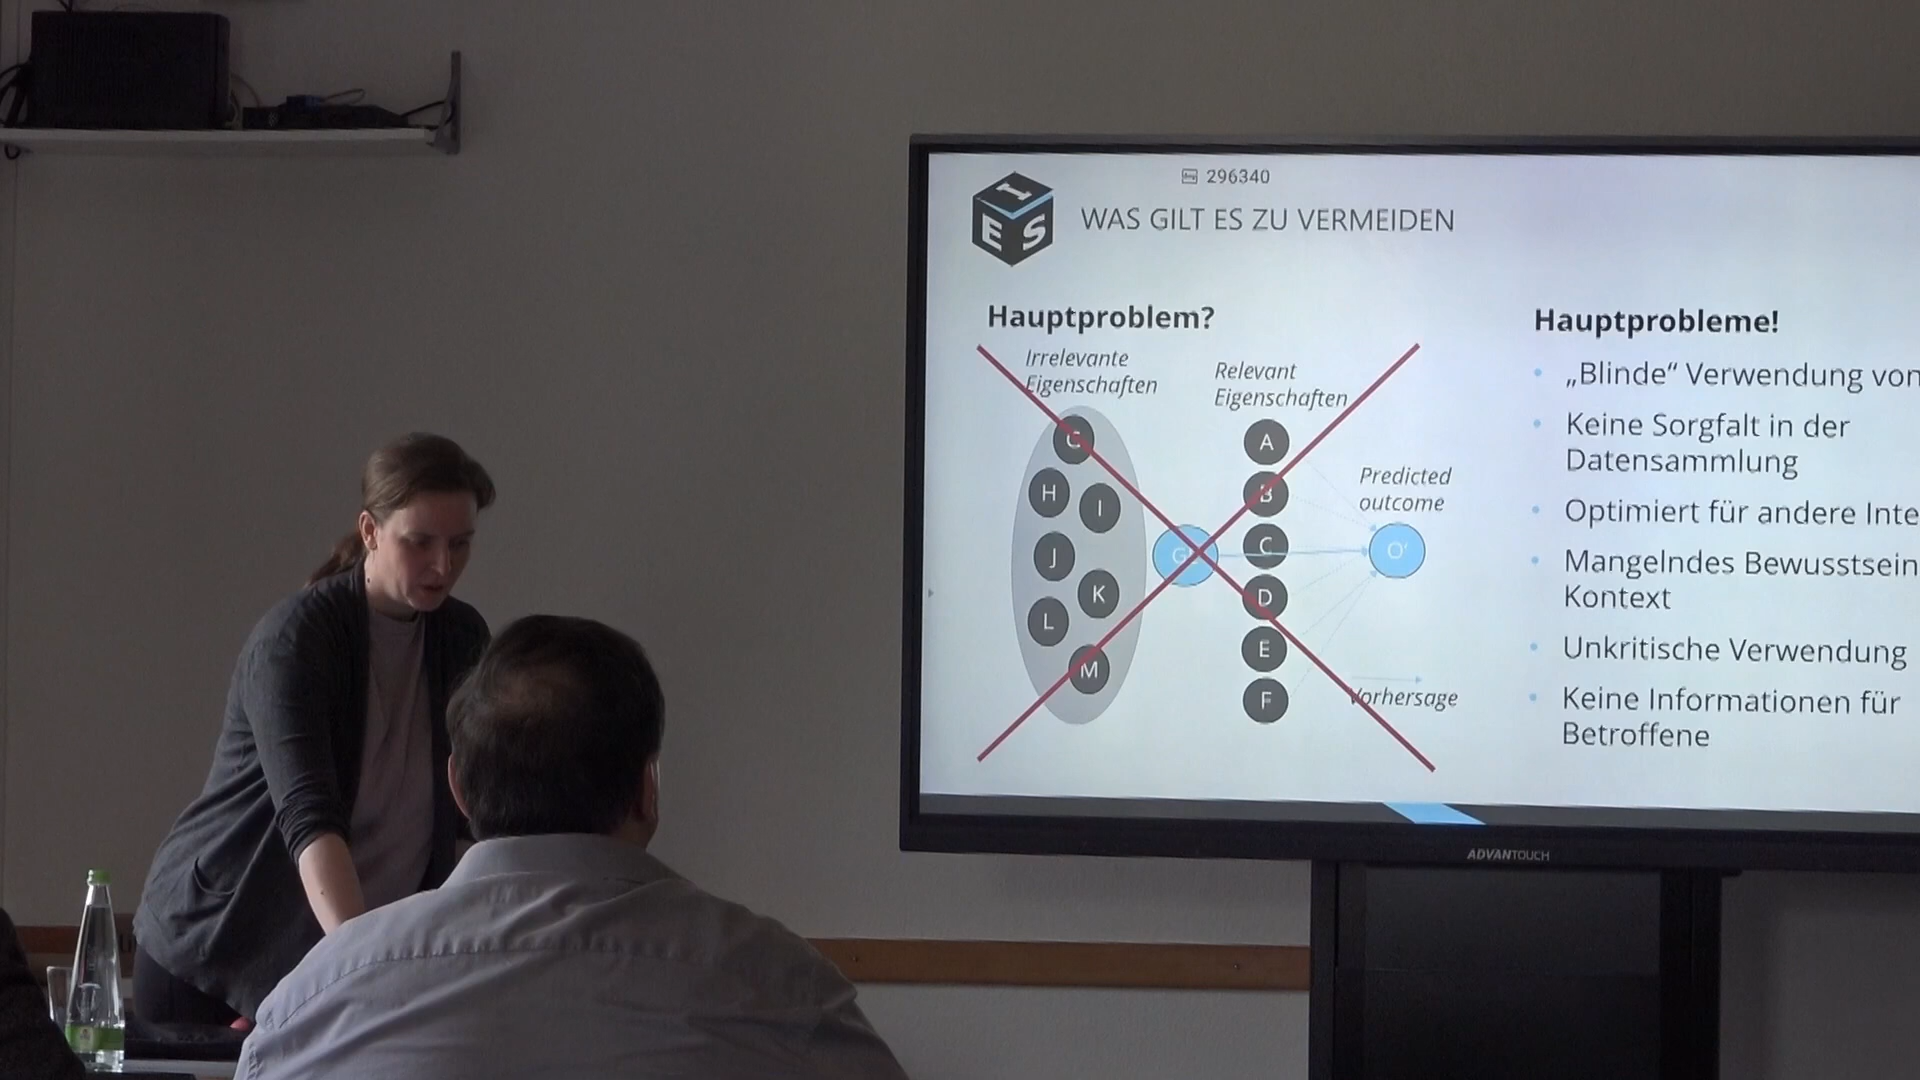 I
E S
296340
WAS GILT ES ZU VERMEIDEN
Hauptproblem?
Irrelevante
Eigenschaften
Relevant
Eigenschaften
G
H
I
J
K
L
M
G
A
B
C
D
E
F
Predicted
outcome
O'
Vorhersage
Hauptprobleme!
„Blinde“ Verwendung von
Keine Sorgfalt in der
Datensammlung
Optimiert für andere Inte
Mangelndes Bewusstsein
Kontext
Unkritische Verwendung
Keine Informationen für
Betroffene
ADVANTOUCH